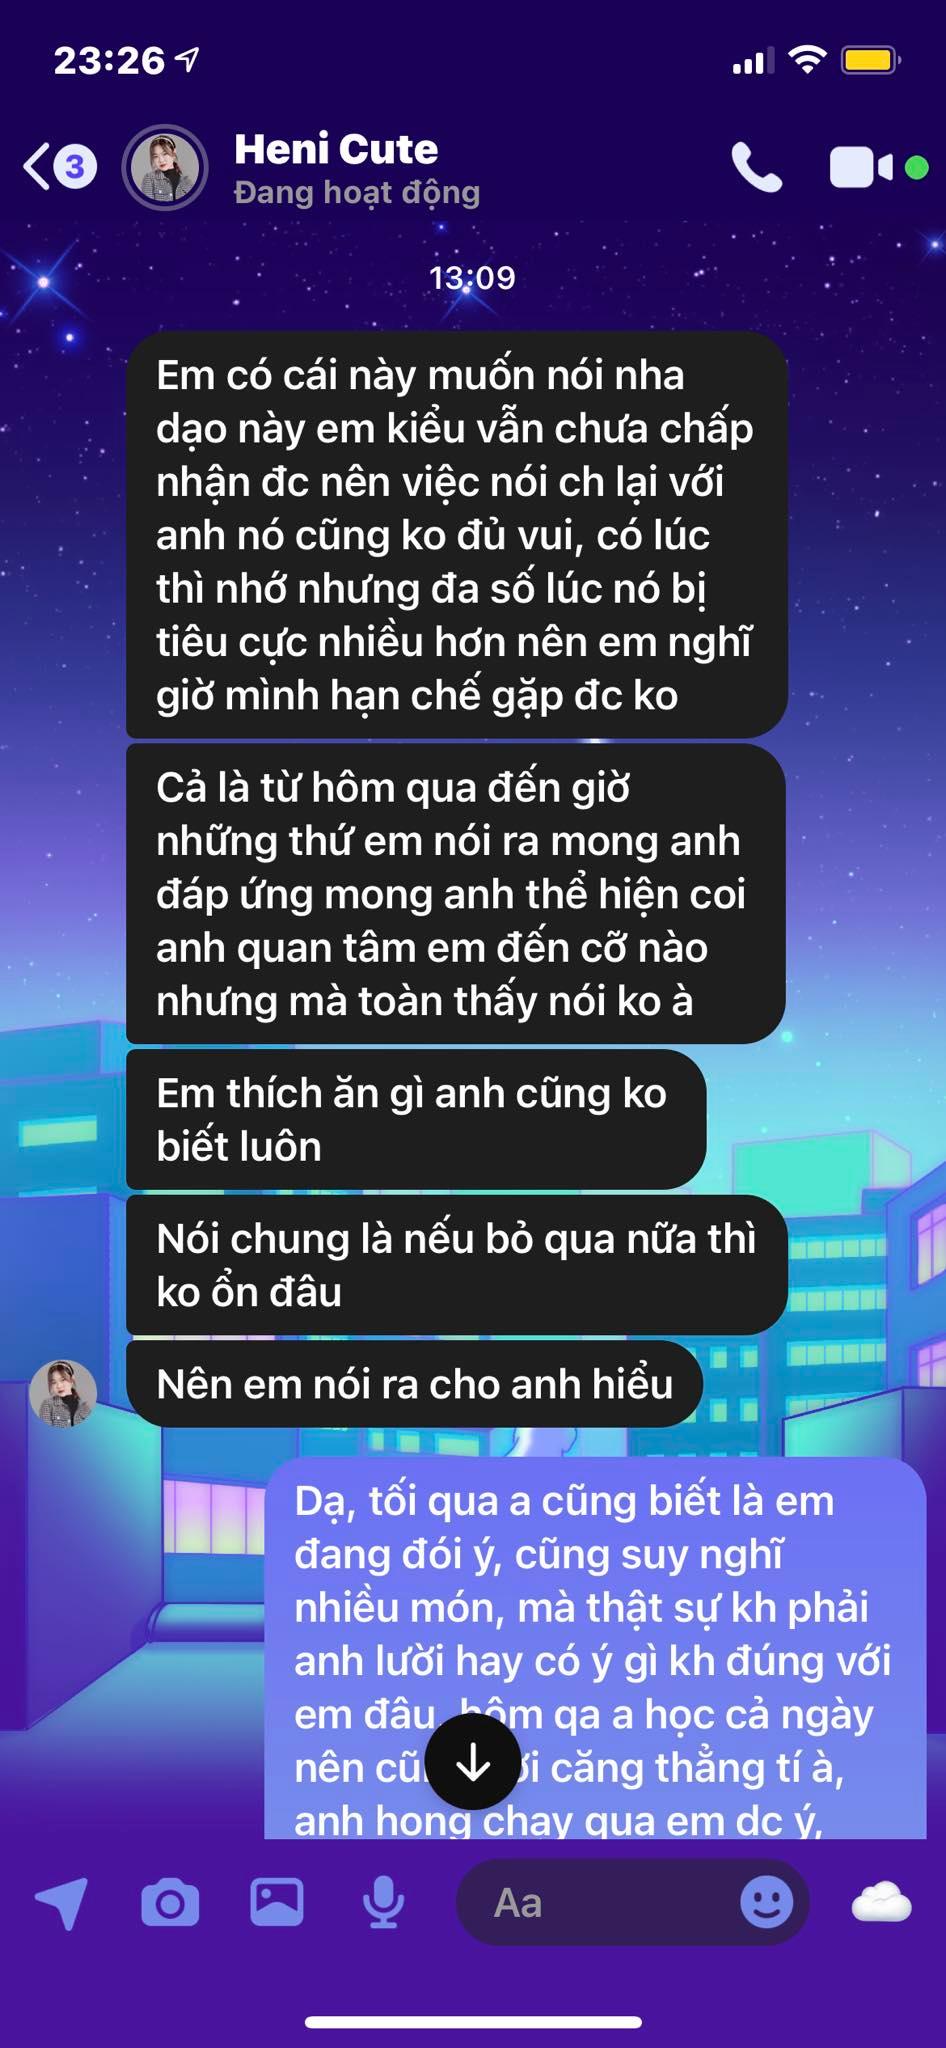 23:26
3
Heni Cute
Đang hoạt động
13:09
Em có cái này muốn nói nha
dạo này em kiểu vẫn chưa chấp
nhận đc nên việc nói ch lại với
anh nó cũng ko đủ vui, có lúc
thì nhớ nhưng đa số lúc nó bị
tiêu cực nhiều hơn nên em nghĩ
giờ mình hạn chế gặp đc ko
Cả là từ hôm qua đến giờ
những thứ em nói ra mong anh
đáp ứng mong anh thể hiện coi
anh quan tâm em đến cỡ nào
nhưng mà toàn thấy nói ko à
Em thích ăn gì anh cũng ko
biết luôn
Nói chung là nếu bỏ qua nữa thì
ko ổn đâu
Nên em nói ra cho anh hiểu
Dạ, tối qua a cũng biết là em
đang đói ý, cũng suy nghĩ
nhiều món, mà thật sự kh phải
anh lười hay có ý gì kh đúng với
em đâu hôm qa a học cả ngày
nên căng thẳng tí à,
anh hong chạy qua em dc ý,
Aa